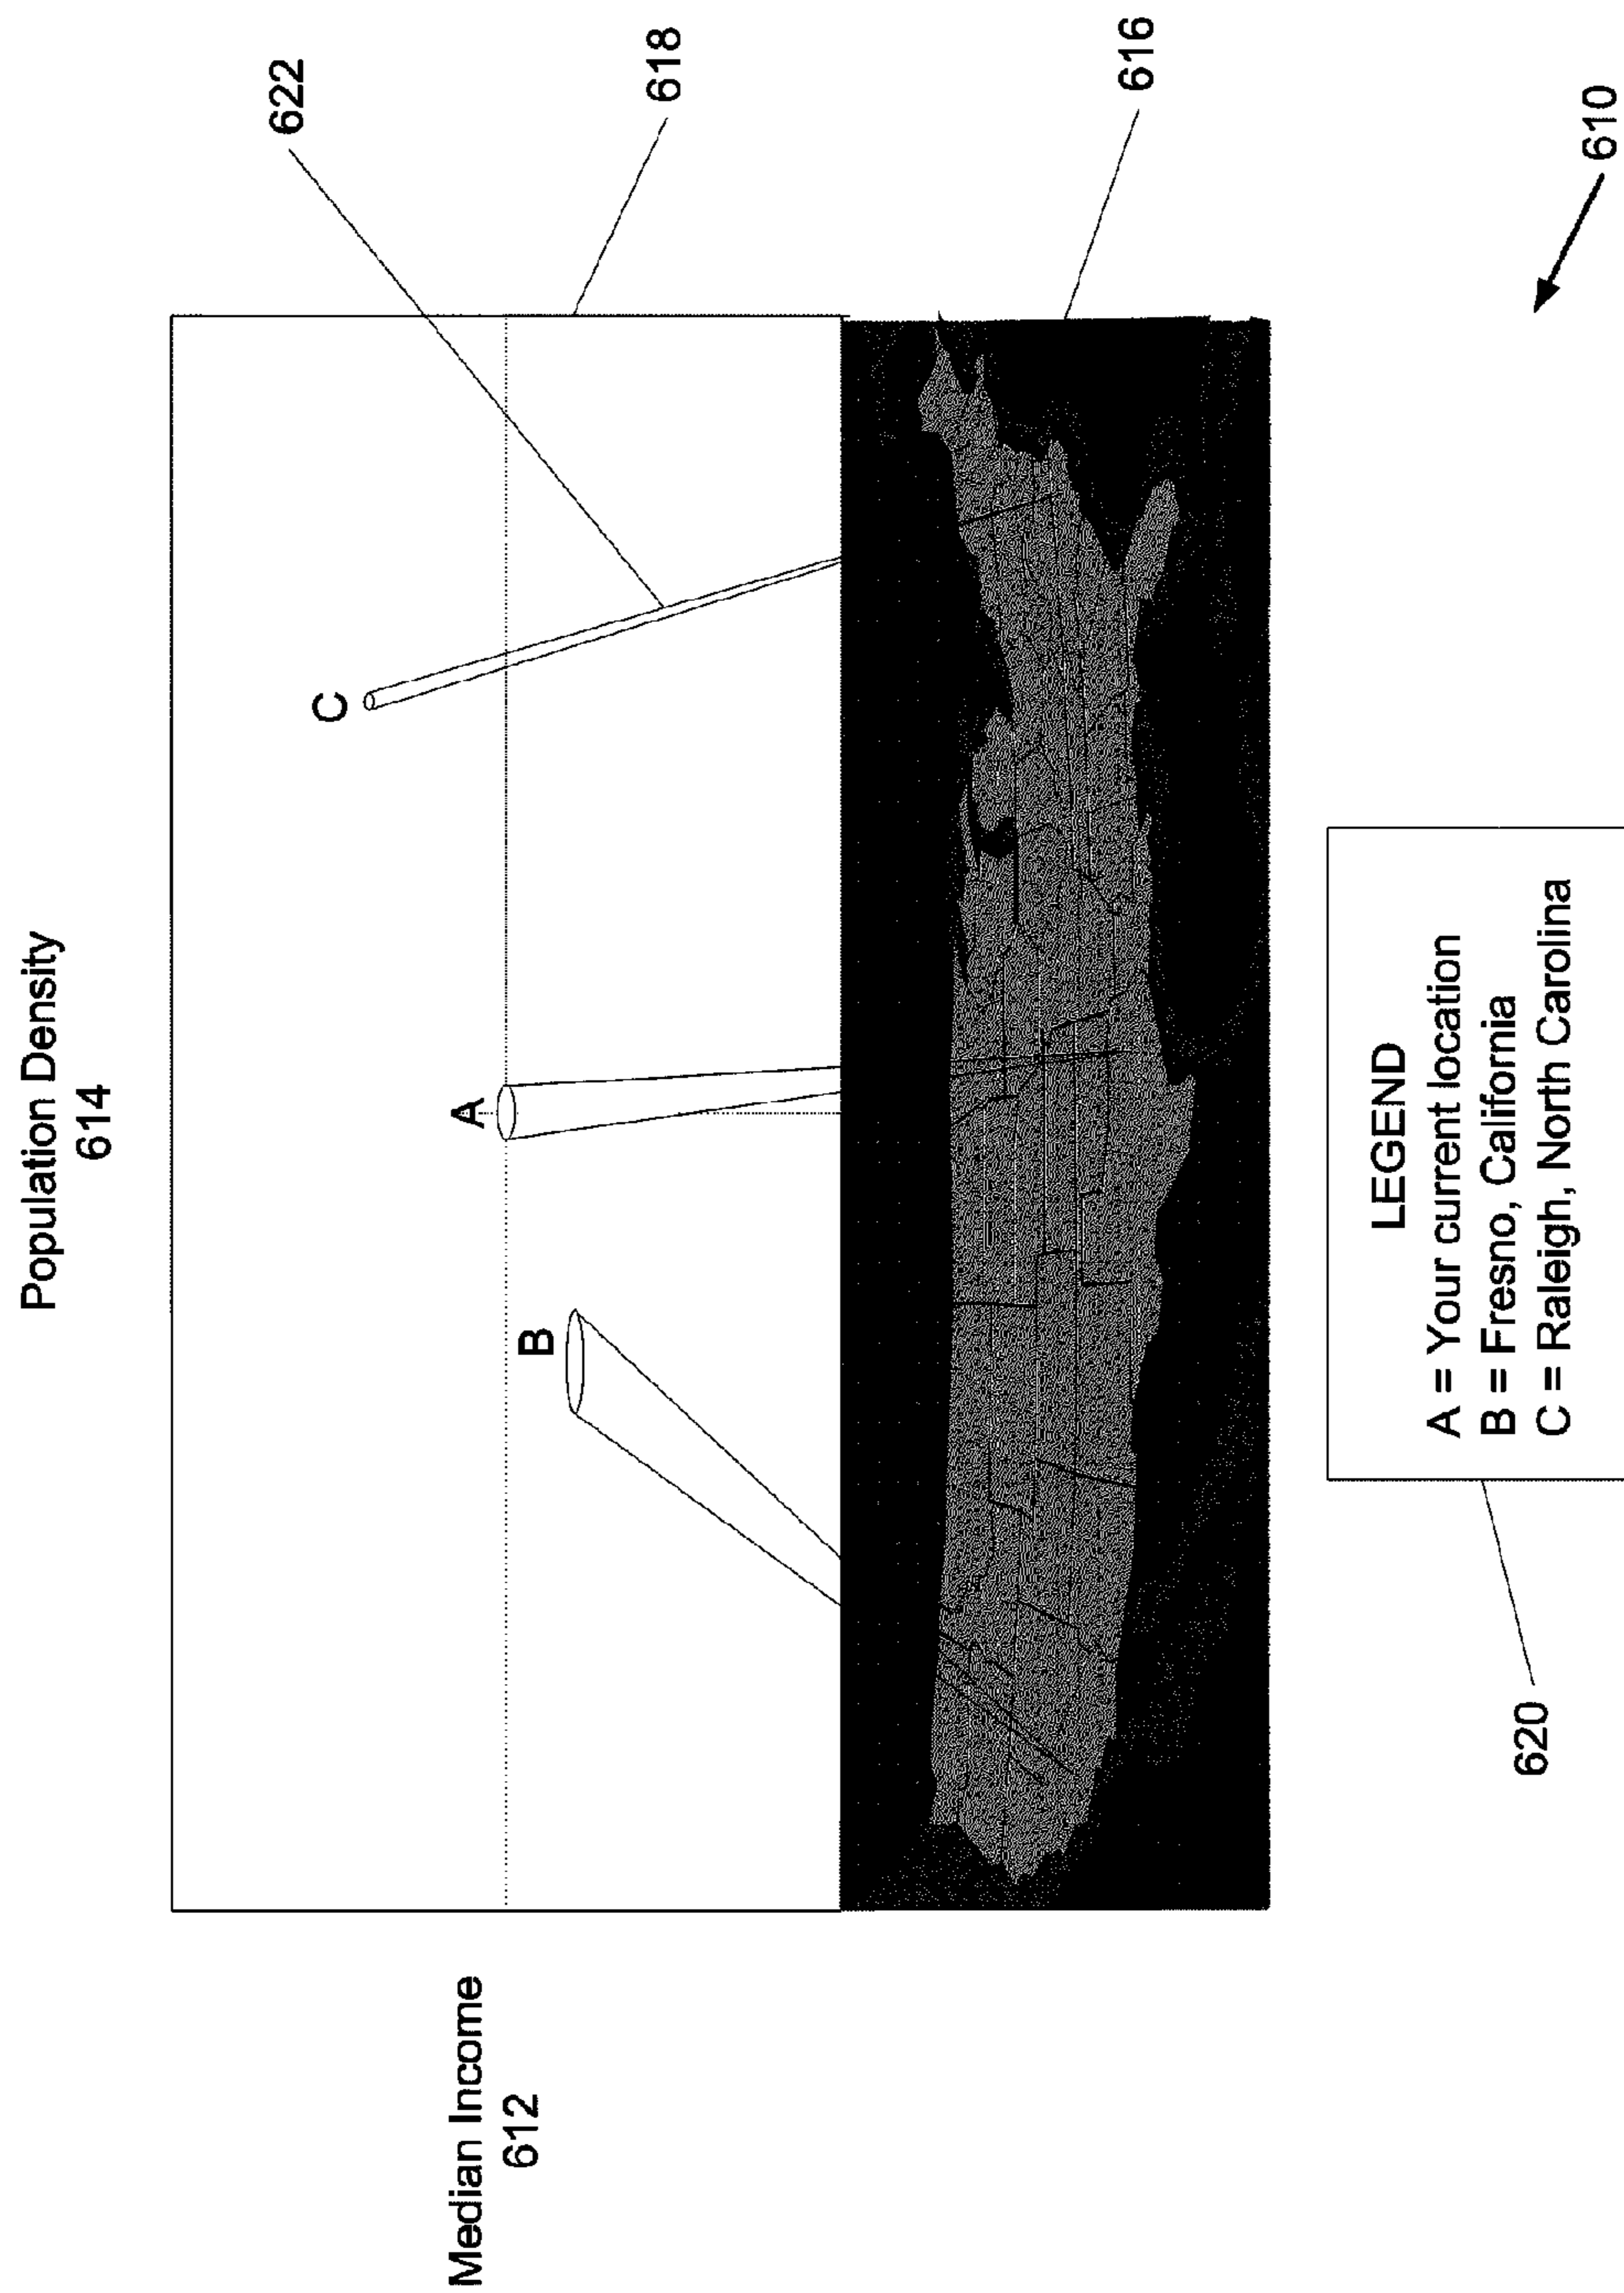 Population Density
614
622
618
C
Median Income
612
A
B
616
LEGEND
A = Your current location
B = Fresno, California
C = Raleigh, North Carolina
620
610